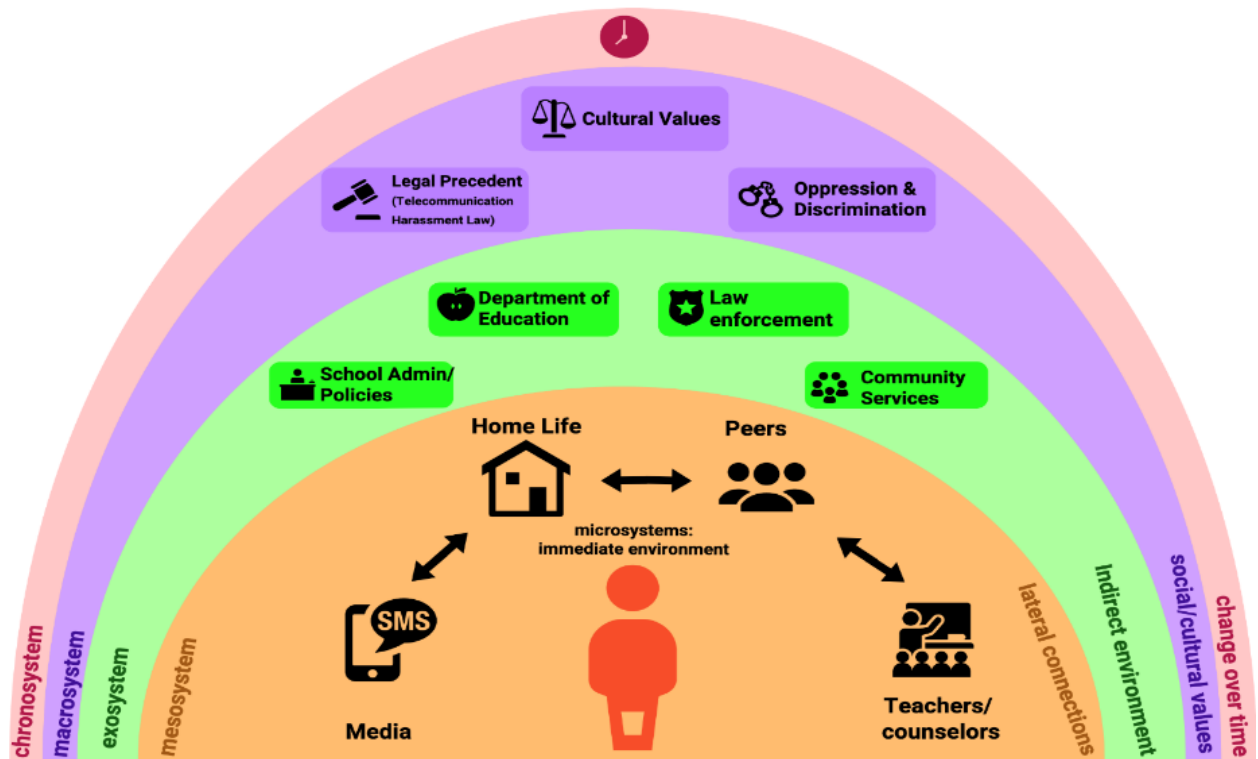 Cultural Values
Legal Precedent
(Telecommunication
Harassment Law)
Oppression &
Discrimination
Department of
Education
Law
enforcement
School Admin/
Policies
Community
Services
Home Life
Peers
microsystems:
immediate environment
SMS
Media
Teachers/
counselors
chronosystem
macrosystem
exosystem
mesosystem
lateral connections
Indirect environment
social/cultural values
change over time